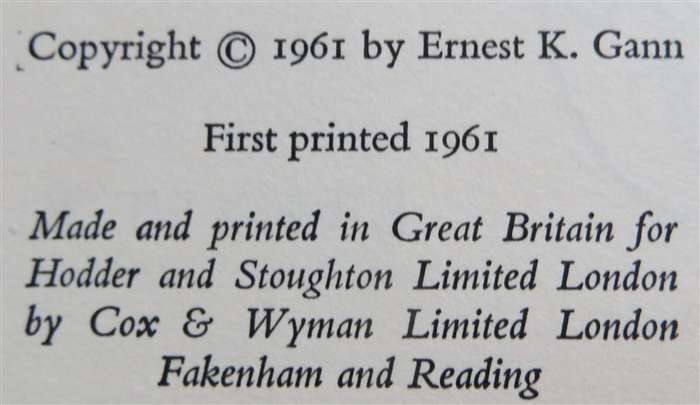 Copyright © 1961 by Ernest K. Gann
First printed 1961
Made and printed in Great Britain for
Hodder and Stoughton Limited London
by Cox & Wyman Limited London
Fakenham and Reading